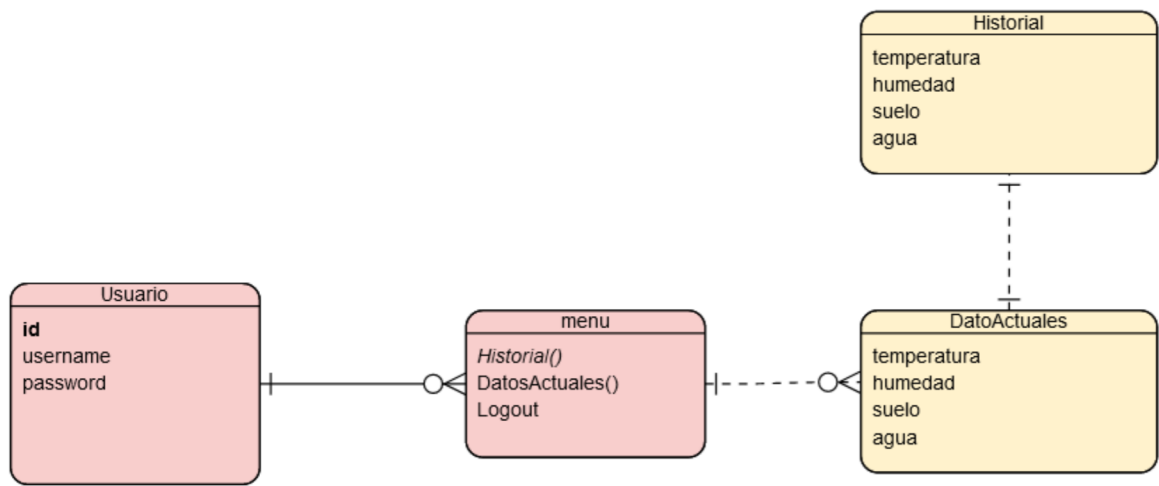 Historial
temperatura
humedad
suelo
agua
Usuario
id
username
password
menu
Historial()
DatosActuales()
Logout
DatoActuales
temperatura
humedad
suelo
agua